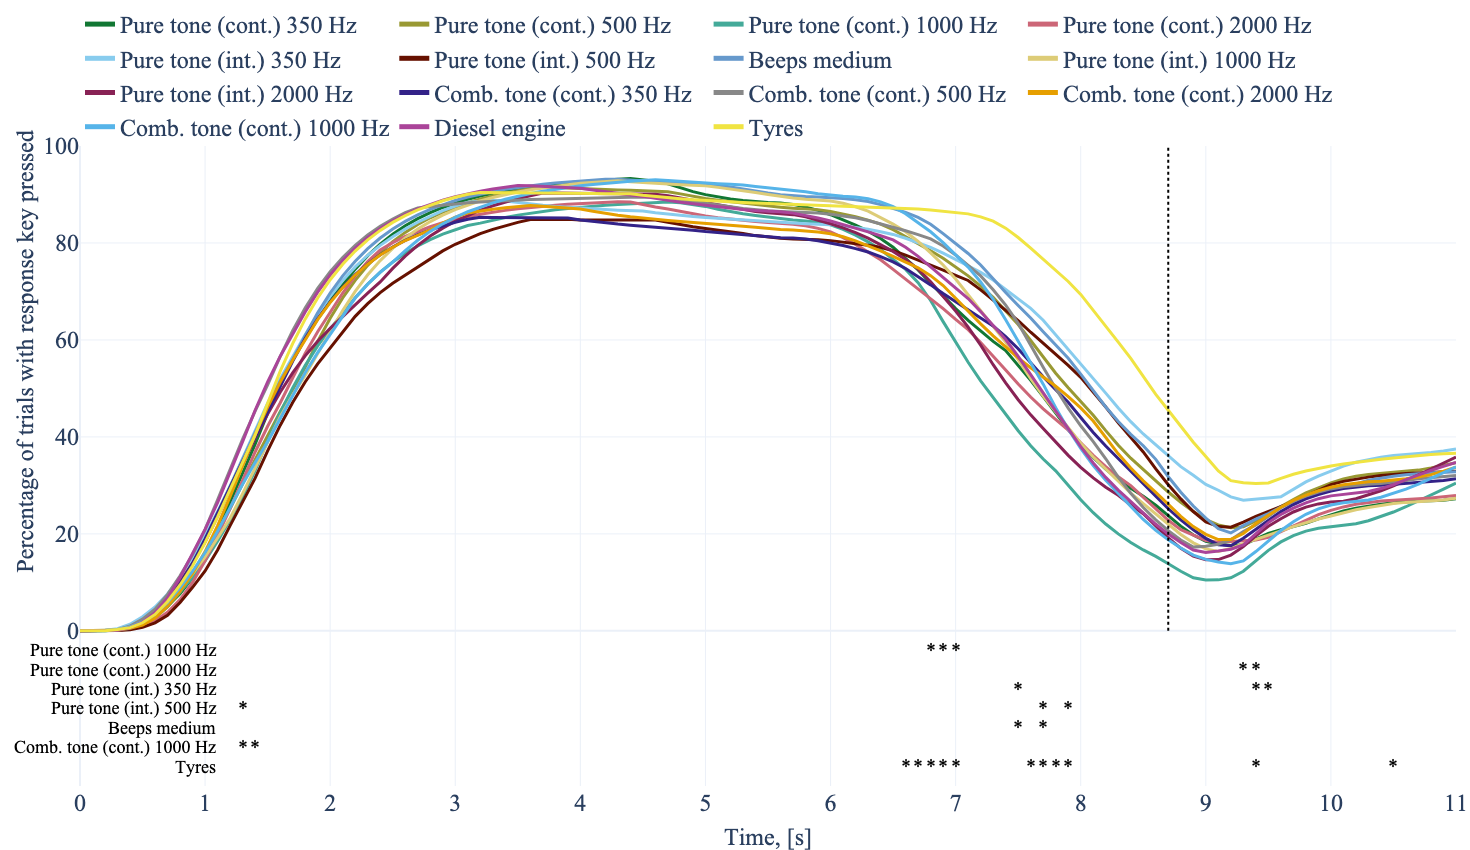 Pure tone (cont.) 350 Hz Pure tone (cont.) 500 Hz Pure tone (cont.) 1000 Hz Pure tone (cont.) 2000 Hz
Pure tone (int.) 350 Hz Pure tone (int.) 500 Hz Beeps medium Pure tone (int.) 1000 Hz
Pure tone (int.) 2000 Hz Comb. tone (cont.) 350 Hz Comb. tone (cont.) 500 Hz Comb. tone (cont.) 2000 Hz
Comb. tone (cont.) 1000 Hz Diesel engine Tyres
Percentage of trials with response key pressed
100
80
60
40
20
0
Pure tone (cont.) 1000 Hz ***
Pure tone (cont.) 2000 Hz **
Pure tone (int.) 350 Hz * **
Pure tone (int.) 500 Hz * * *
Beeps medium * *
Comb. tone (cont.) 1000 Hz **
Tyres ***** **** * *
0 1 2 3 4 5 6 7 8 9 10 11
Time, [s]